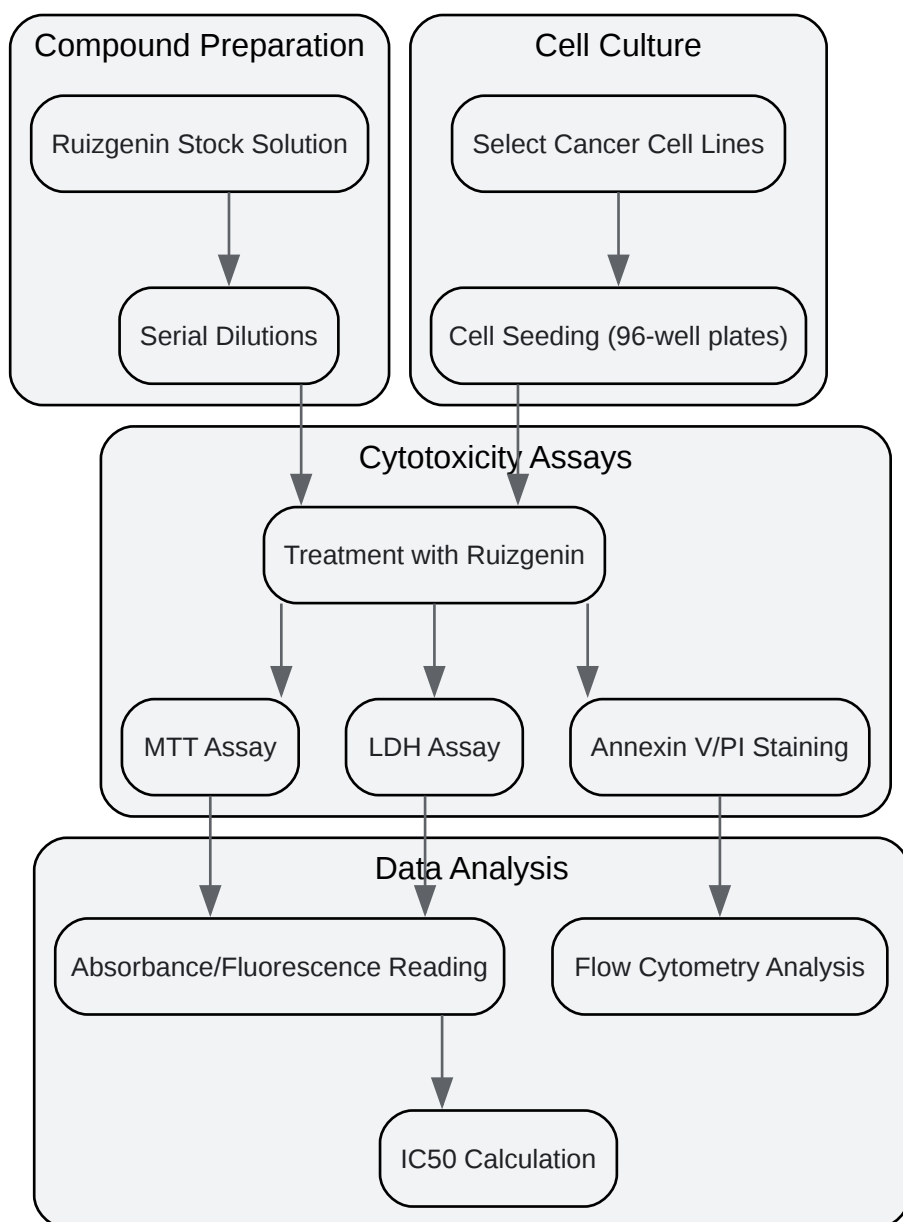 Compound Preparation
Cell Culture
Ruizgenin Stock Solution
Select Cancer Cell Lines
Serial Dilutions
Cell Seeding (96-well plates)
Cytotoxicity Assays
Treatment with Ruizgenin
MTT Assay
LDH Assay
Annexin V/PI Staining
Data Analysis
Absorbance/Fluorescence Reading
Flow Cytometry Analysis
IC50 Calculation